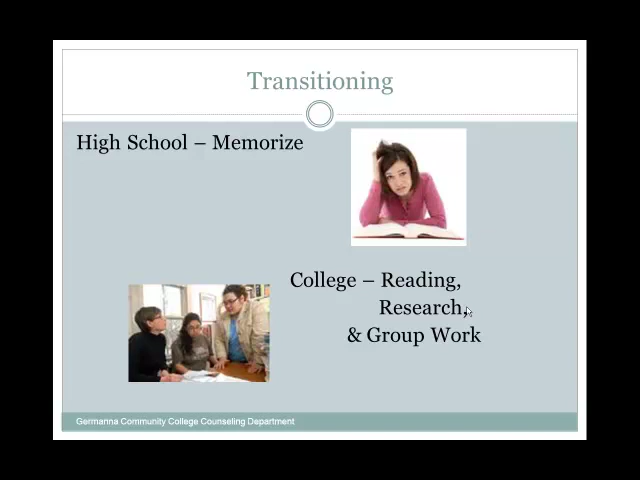 Transitioning
High School – Memorize
College – Reading,
Research,
& Group Work
Germanna Community College Counseling Department